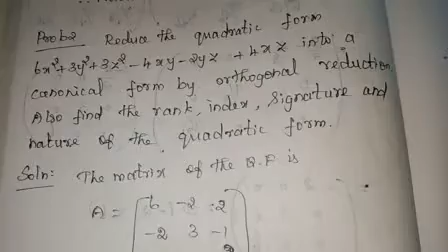 Prob2 Reduce the quadratic form
6x²+3y²+3z²-4xy-2yz+4xz into a
canonical form by orthogonal reduction.
Also find the rank, index, signature and
nature of the quadratic form.
Soln: The matrix of the Q.F is
A = 6 -2 2
-2 3 -1